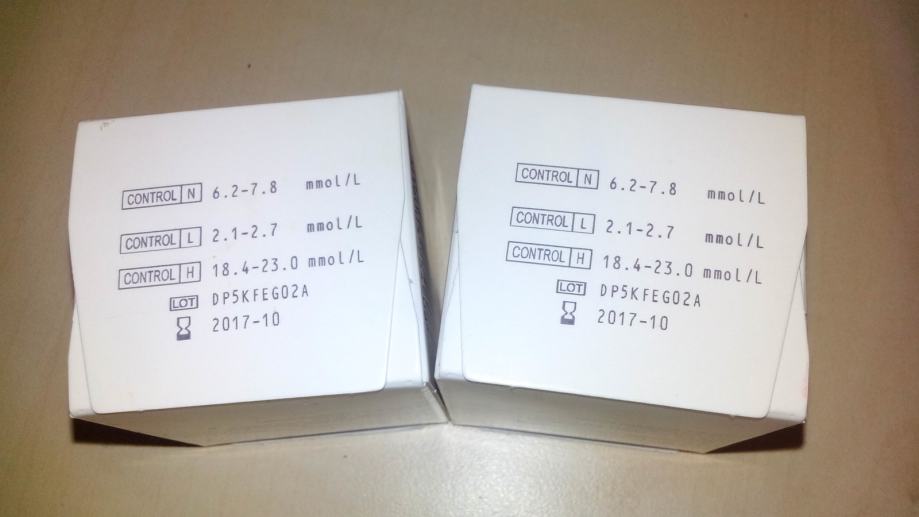 CONTROL N 6.2-7.8 mmol/L
CONTROL L 2.1-2.7 mmol/L
CONTROL H 18.4-23.0 mmol/L
LOT DP5KFEG02A
2017-10
CONTROL N 6.2-7.8 mmol/L
CONTROL L 2.1-2.7 mmol/L
CONTROL H 18.4-23.0 mmol/L
LOT DP5KFEG02A
2017-10